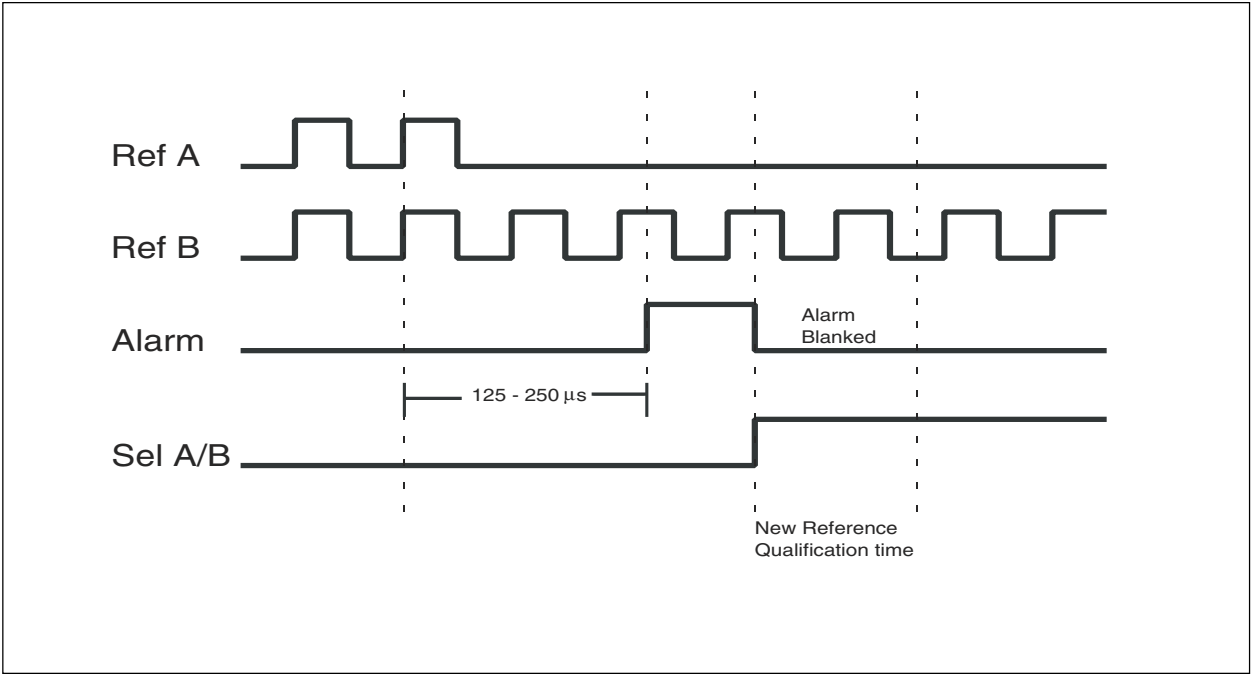 Ref A
Ref B
Alarm
Alarm
Blanked
125 - 250 μs
Sel A/B
New Reference
Qualification time